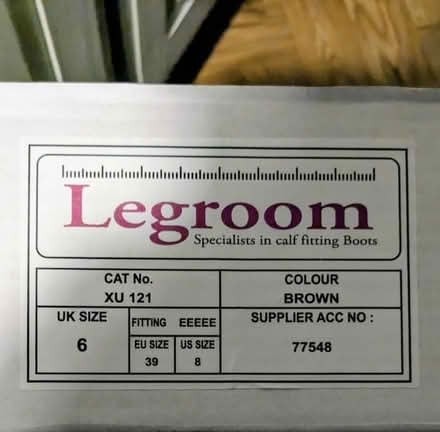 Legroom
Specialists in calf fitting Boots
CAT No.
XU 121
COLOUR
BROWN
UK SIZE
6
FITTING EEEEE
EU SIZE
39
US SIZE
8
SUPPLIER ACC NO :
77548